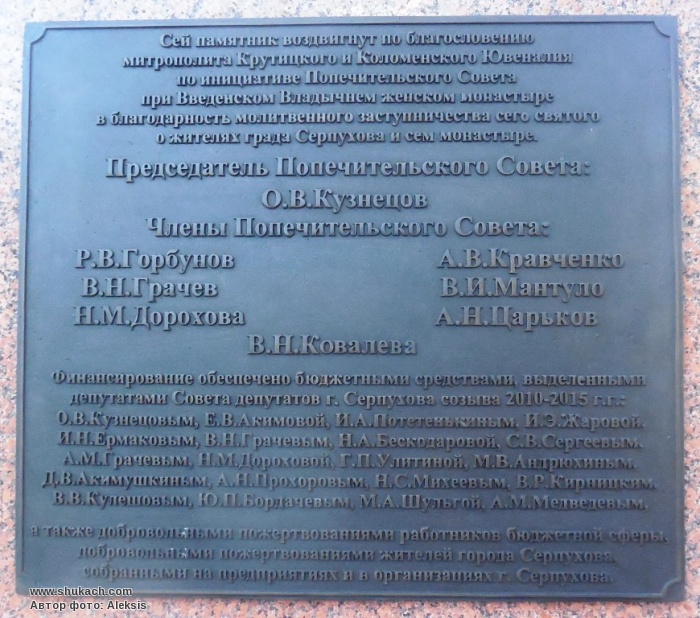 Сей памятник воздвигнут по благословению
митрополита Крутицкого и Коломенского Ювеналия
по инициативе Попечительского Совета
при Введенском Владычнем женском монастыре
в благодарность молитвенного заступничества сего святого
о жителях града Серпухова и сем монастыре.
Председатель Попечительского Совета:
О.В.Кузнецов
Члены Попечительского Совета:
Р.В.Горбунов А.В.Кравченко
В.Н.Грачев В.И.Мантуло
Н.М.Дорохова А.Н.Царьков
В.Н.Ковалева
Финансирование обеспечено бюджетными средствами, выделенными
депутатами Совета депутатов г. Серпухова созыва 2010-2015 г.г.:
О.В.Кузнецовым, Е.В.Акимовой, И.А.Потетенькиным, И.Э.Жаровой,
И.Н.Ермаковым, В.Н.Грачевым, Н.А.Бескодаровой, С.В.Сергеевым,
А.М.Грачевым, Н.М.Дороховой, Г.П.Улитиной, М.В.Андрюхиным,
Д.В.Акимушкиным, А.Н.Прохоровым, Н.С.Михеевым, В.Р.Кирницким,
В.В.Кулешовым, Ю.П.Бордачевым, М.А.Шульгой, А.М.Медведевым,
а также добровольными пожертвованиями работников бюджетной сферы,
добровольными пожертвованиями жителей города Серпухова,
собранными на предприятиях и в организациях г. Серпухова.
www.shukach.com
Автор фото: Aleksis